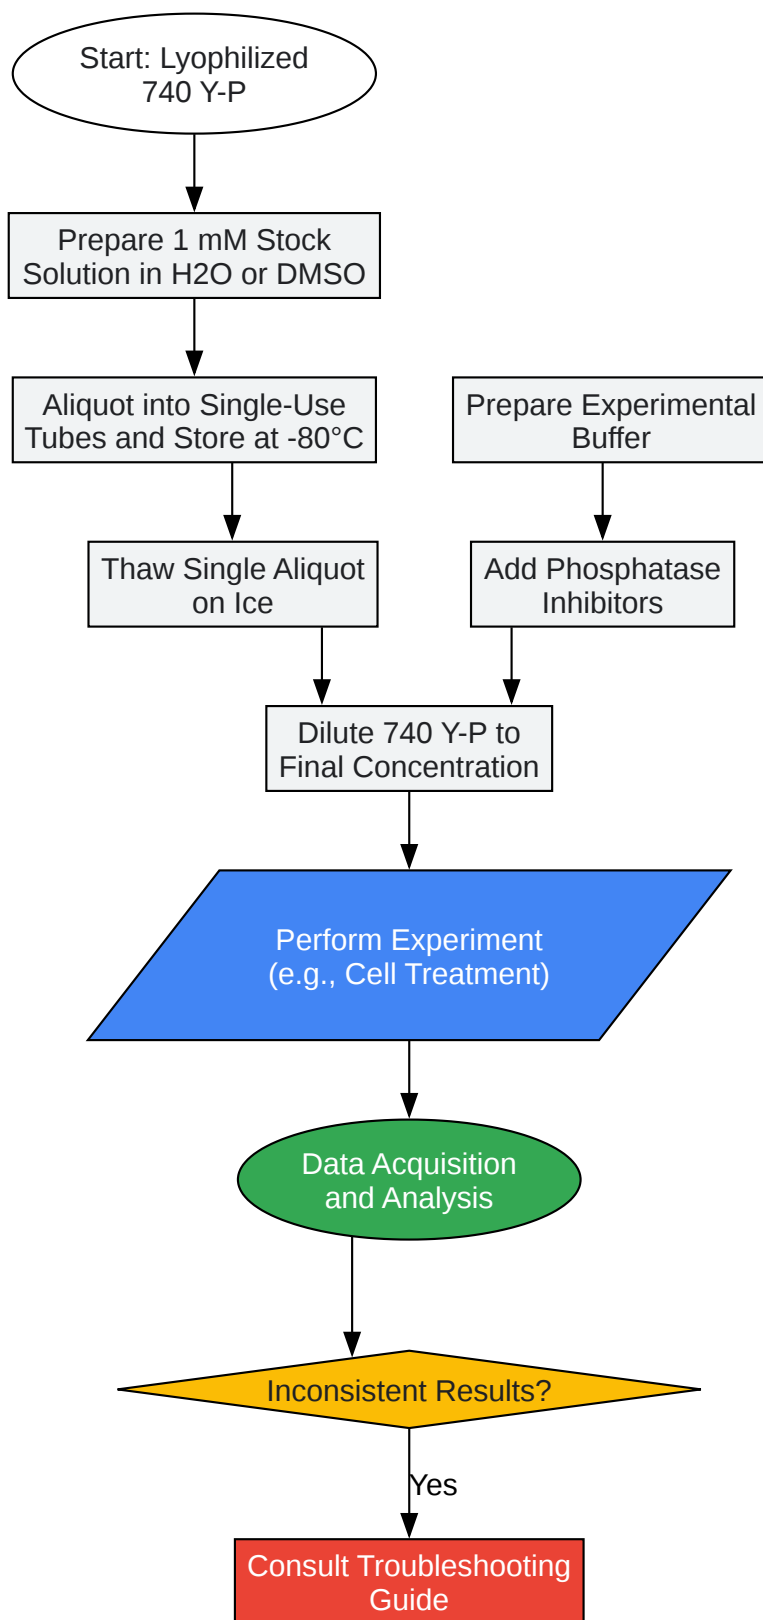 Start: Lyophilized
740 Y-P
Prepare 1 mM Stock
Solution in H2O or DMSO
Aliquot into Single-Use
Tubes and Store at -80°C
Prepare Experimental
Buffer
Thaw Single Aliquot
on Ice
Add Phosphatase
Inhibitors
Dilute 740 Y-P to
Final Concentration
Perform Experiment
(e.g., Cell Treatment)
Data Acquisition
and Analysis
Inconsistent Results?
Yes
Consult Troubleshooting
Guide